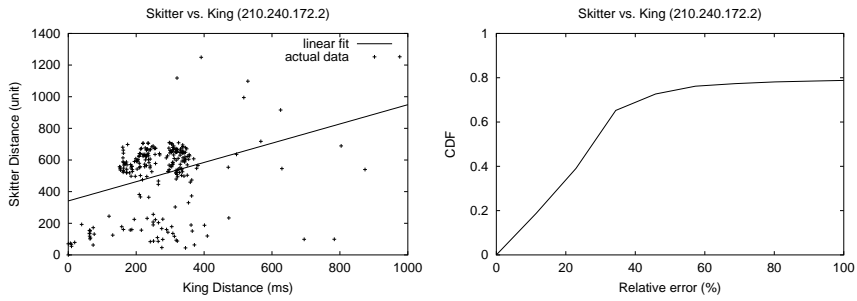 Skitter vs. King (210.240.172.2)
Skitter Distance (unit)
1400
1200
1000
800
600
400
200
0
linear fit
actual data
0 200 400 600 800 1000
King Distance (ms)
Skitter vs. King (210.240.172.2)
CDF
1
0.8
0.6
0.4
0.2
0
0 20 40 60 80 100
Relative error (%)